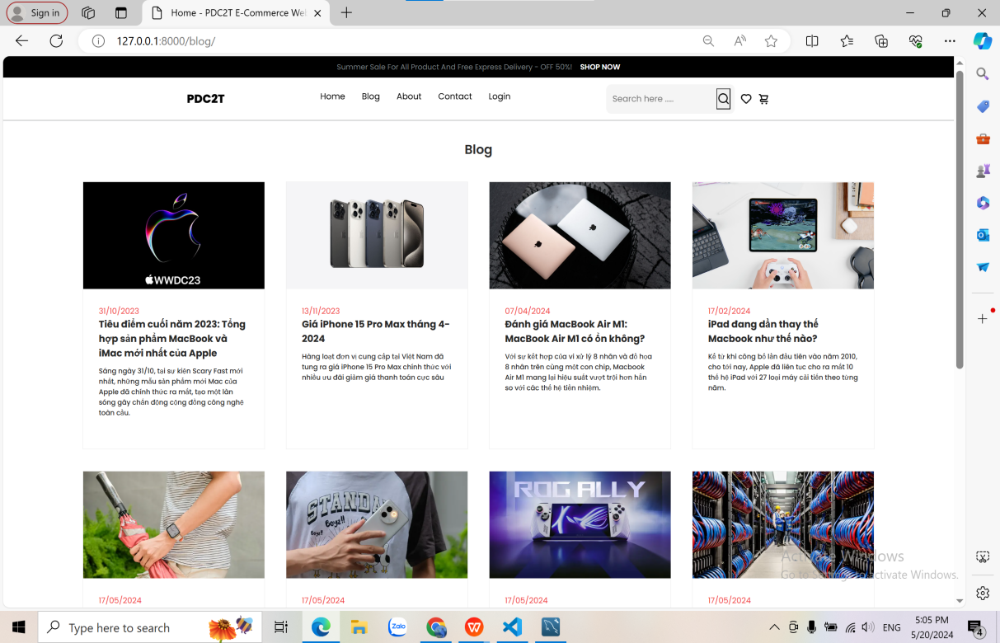 Sign in
Home - PDC2T E-Commerce Web
127.0.0.1:8000/blog/
Summer Sale For All Product And Free Express Delivery - OFF 50%! SHOP NOW
PDC2T
Home Blog About Contact Login
Search here .....
Blog
WWDC23
31/10/2023
Tiêu điểm cuối năm 2023: Tổng
hợp sản phẩm MacBook và
iMac mới nhất của Apple
Sáng ngày 31/10, tại sự kiện Scary Fast mới
nhất, những mẫu sản phẩm mới Mac của
Apple đã chính thức ra mắt, tạo một làn
sóng gây chấn động cộng đồng công nghệ
toàn cầu.
13/11/2023
Giá iPhone 15 Pro Max tháng 4-
2024
Hàng loạt đơn vị cung cấp tại Việt Nam đã
tung ra giá iPhone 15 Pro Max chính thức với
nhiều ưu đãi giảm giá thanh toán cực sâu
07/04/2024
Đánh giá MacBook Air M1:
MacBook Air M1 có ổn không?
Với sự kết hợp của vi xử lý 8 nhân và đồ họa
8 nhân trên cùng một con chip, Macbook
Air M1 mang lại hiệu suất vượt trội hơn hẳn
so với các thế hệ tiền nhiệm.
17/02/2024
iPad đang dần thay thế
Macbook như thế nào?
Kể từ khi công bố lần đầu tiên vào năm 2010,
cho tới nay, Apple đã liên tục cho ra mắt 10
thế hệ iPad với 27 loại máy cải tiến theo từng
năm.
STANDA
Boyz!!
ROG ALLY
17/05/2024
17/05/2024
17/05/2024
17/05/2024
Activate Windows
Go to Settings to activate Windows.
Type here to search
Zalo
ENG
5:05 PM
5/20/2024
4